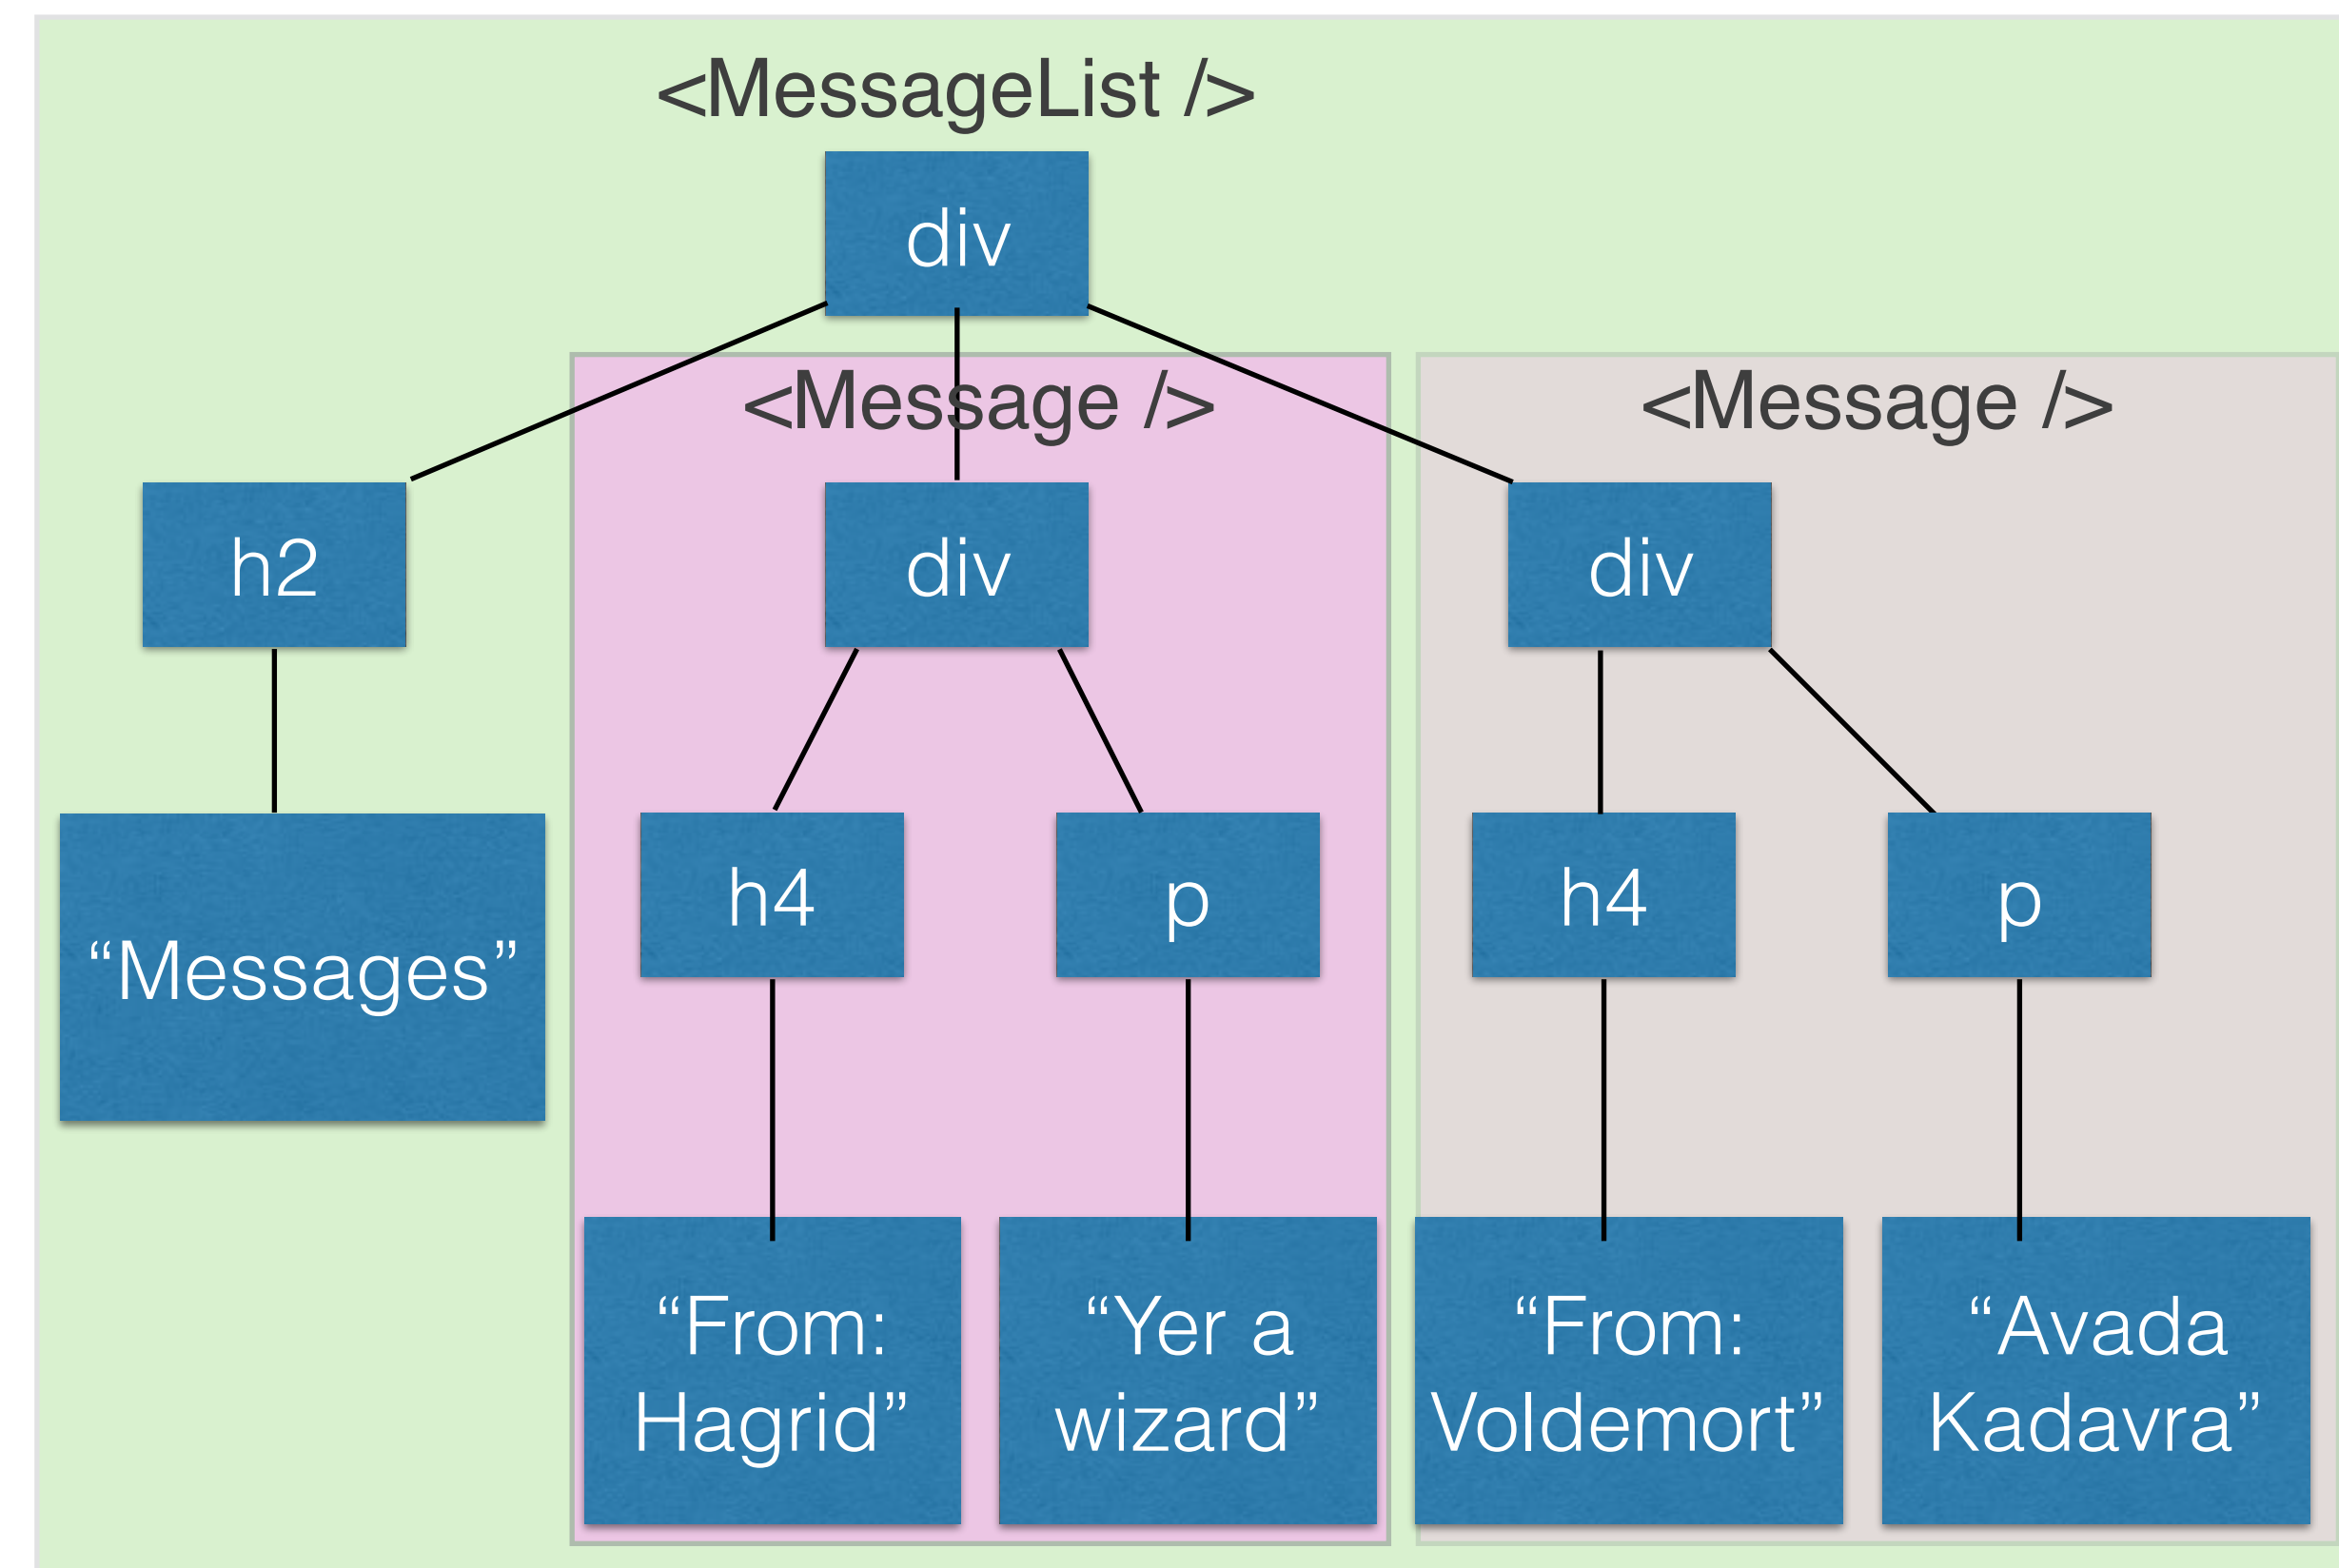 <MessageList />
div
<Message />
<Message />
h2
div
div
h4
p
h4
p
“Messages”
“From:
Hagrid”
“Yer a
wizard”
“From:
Voldemort”
“Avada
Kadavra”